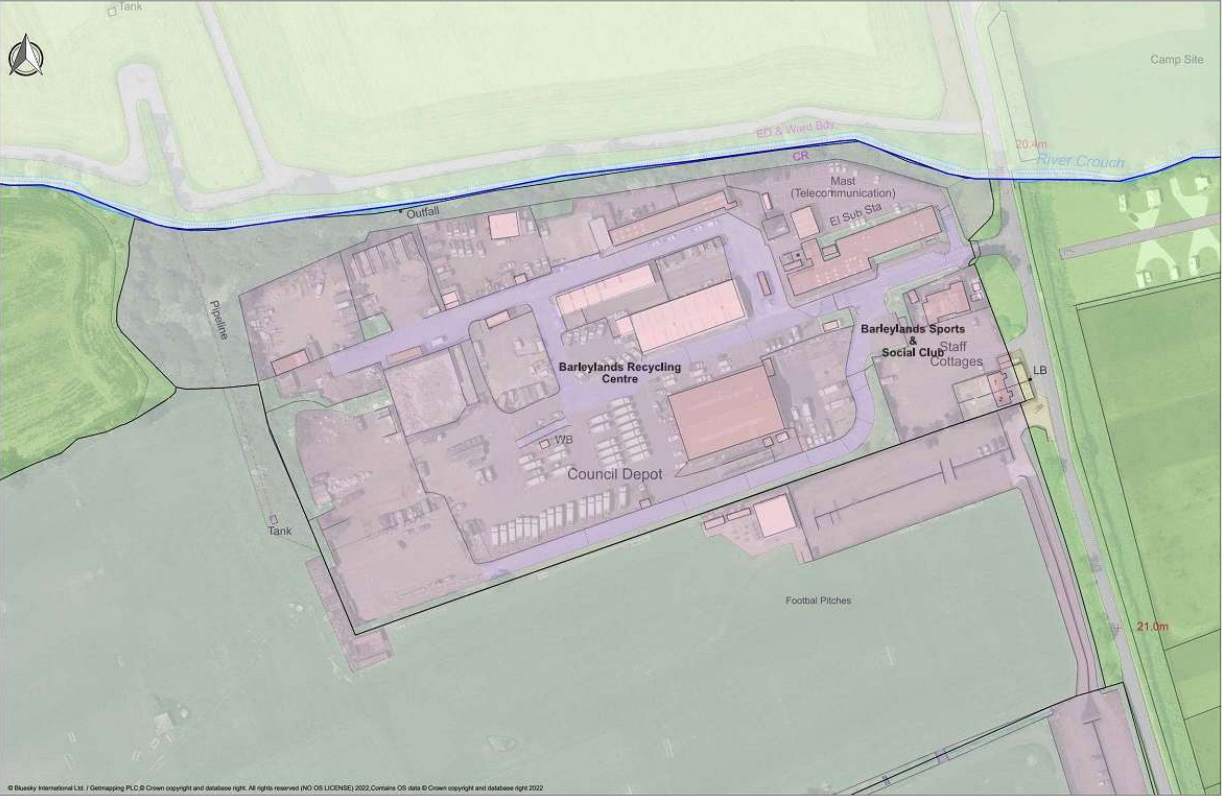 Tank
Camp Site
ED & Ward Bdy
20.4m
CR
River Crouch
Mast
(Telecommunication)
El Sub Sta
Outfall
Pipeline
Barleylands Sports
&
Social Club
Staff
Cottages
Barleylands Recycling
Centre
LB
1
2
WB
Council Depot
Tank
Footbal Pitches
21.0m
© Bluesky International Ltd. / Getmapping PLC,© Crown copyright and database right. All rights reserved (NO OS LICENSE) 2022,Contains OS data © Crown copyright and database right 2022